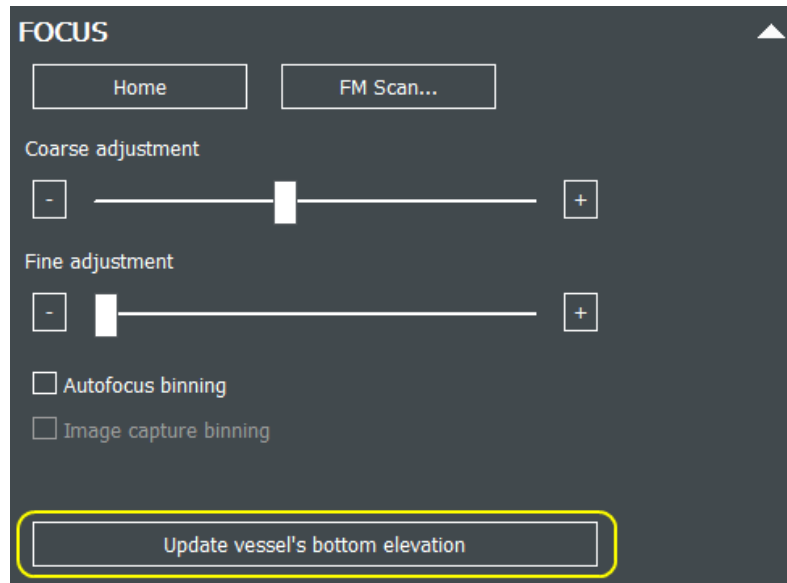 FOCUS
Home FM Scan...
Coarse adjustment
- +
Fine adjustment
- +
Autofocus binning
Image capture binning
Update vessel's bottom elevation